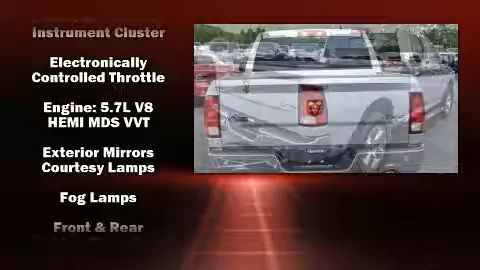 Instrument Cluster
Electronically
Controlled Throttle
Engine: 5.7L V8
HEMI MDS VVT
Exterior Mirrors
Courtesy Lamps
Fog Lamps
Front & Rear